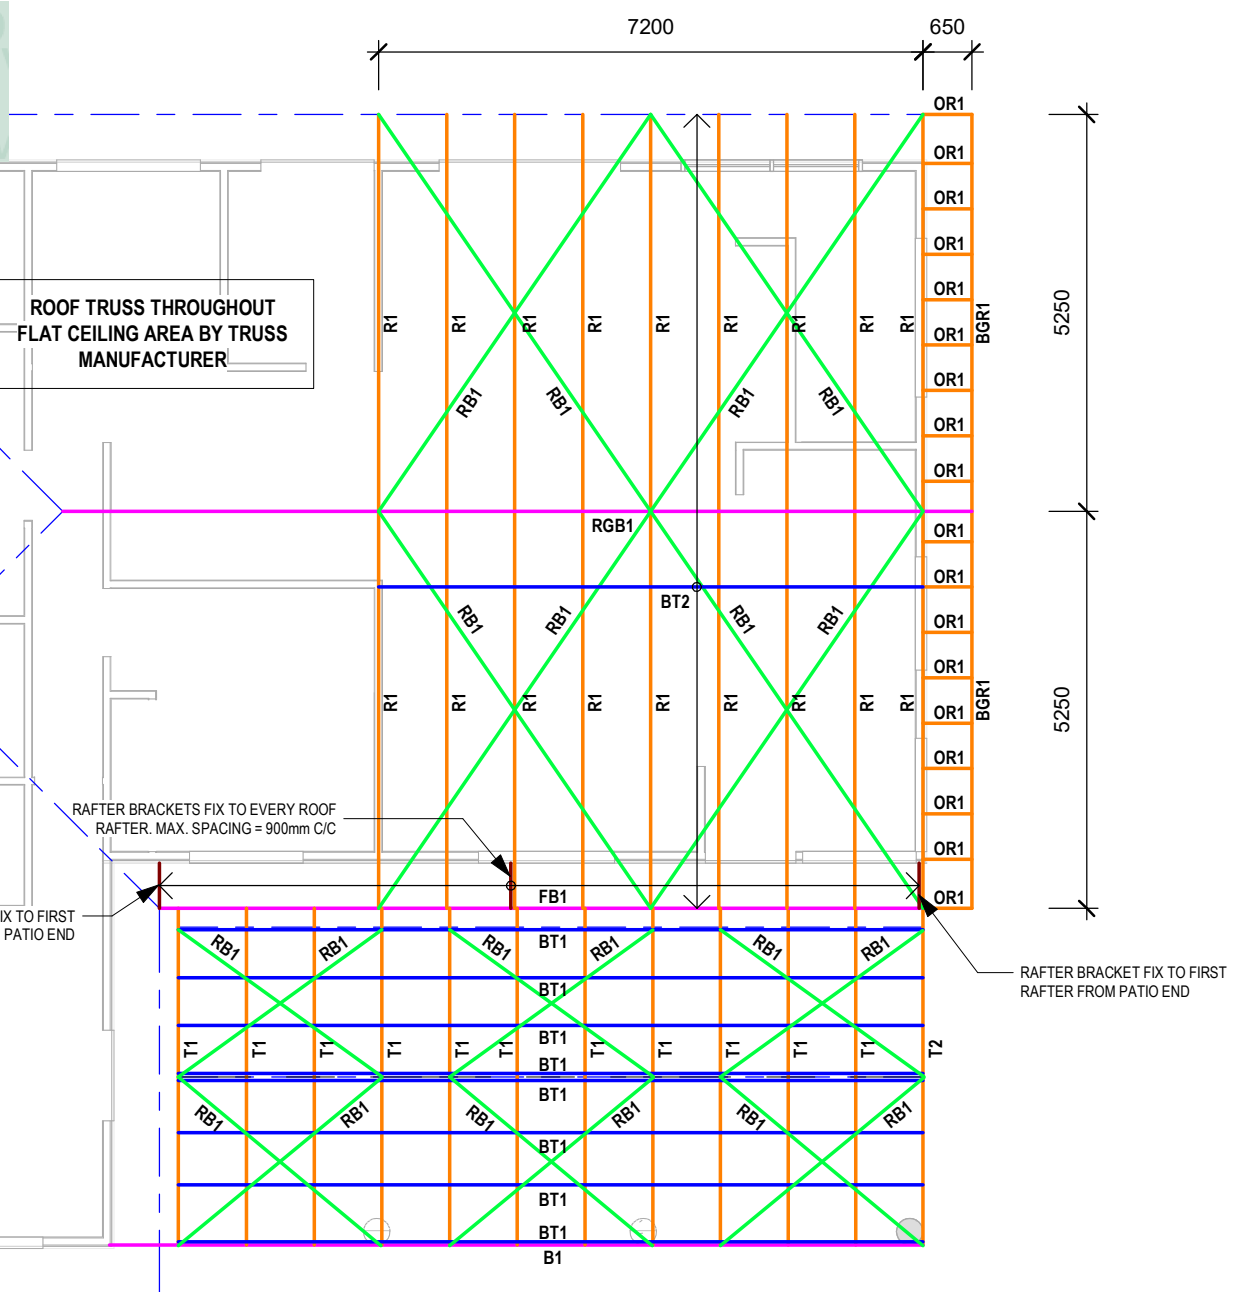 7200 650
OR1
OR1
OR1
OR1
OR1
OR1
OR1
OR1
OR1
5250
ROOF TRUSS THROUGHOUT
FLAT CEILING AREA BY TRUSS
MANUFACTURER
R1 R1 R1 R1 R1 R1 R1 R1 R1 BGR1
RB1 RB1 RB1 RB1
RGB1
OR1
OR1
OR1
OR1
OR1
OR1
OR1
OR1
OR1
BT2
RB1 RB1 RB1 RB1
R1 R1 R1 R1 R1 R1 R1 R1 R1 BGR1
5250
RAFTER BRACKETS FIX TO EVERY ROOF
RAFTER. MAX. SPACING = 900mm C/C
FB1
IX TO FIRST
PATIO END
RAFTER BRACKET FIX TO FIRST
RAFTER FROM PATIO END
RB1 RB1 RB1 RB1 RB1 RB1
BT1
BT1
BT1
BT1
T1 T1 T1 T1 T1 T1 T1 T1 T1 T1 T1 T2
BT1
RB1 RB1 RB1 RB1 RB1 RB1
BT1
BT1
BT1
B1